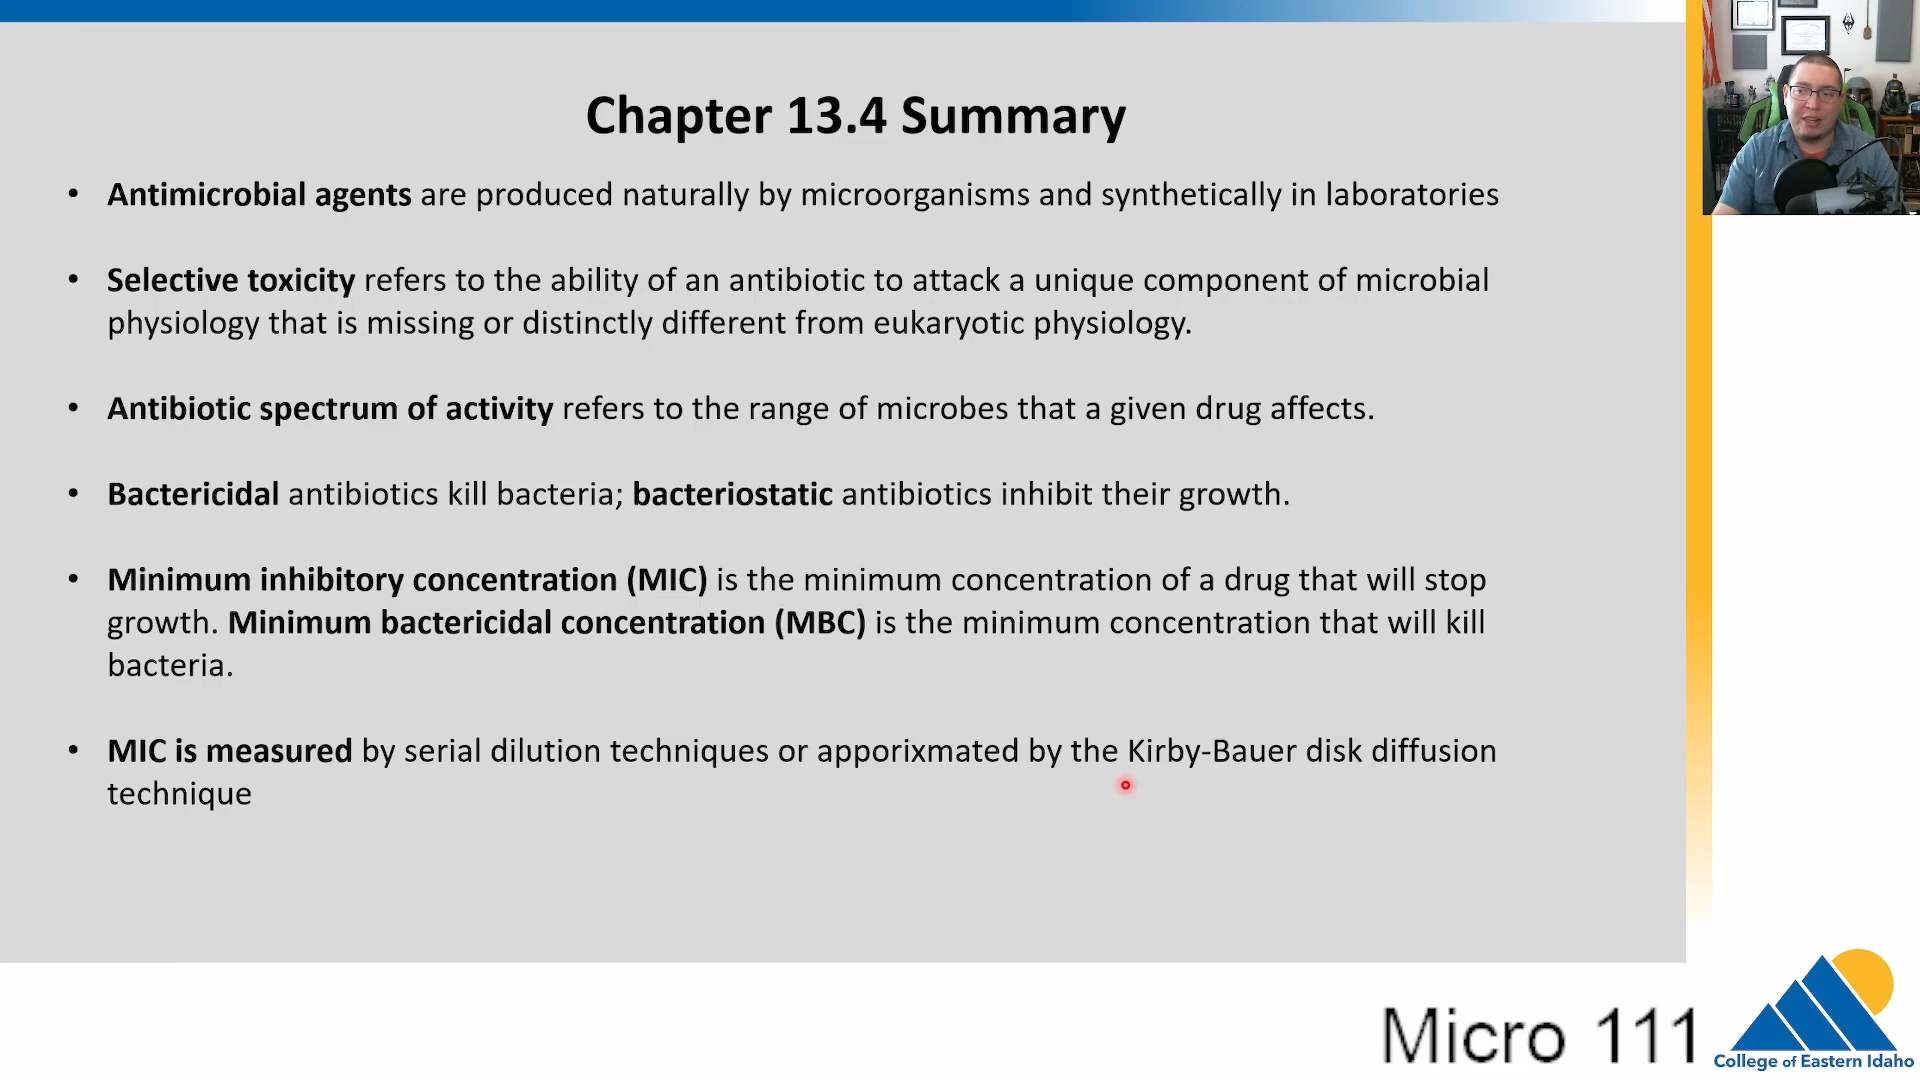 Chapter 13.4 Summary
• Antimicrobial agents are produced naturally by microorganisms and synthetically in laboratories
• Selective toxicity refers to the ability of an antibiotic to attack a unique component of microbial
physiology that is missing or distinctly different from eukaryotic physiology.
• Antibiotic spectrum of activity refers to the range of microbes that a given drug affects.
• Bactericidal antibiotics kill bacteria; bacteriostatic antibiotics inhibit their growth.
• Minimum inhibitory concentration (MIC) is the minimum concentration of a drug that will stop
growth. Minimum bactericidal concentration (MBC) is the minimum concentration that will kill
bacteria.
• MIC is measured by serial dilution techniques or apporixmated by the Kirby-Bauer disk diffusion
technique
Micro 111
College of Eastern Idaho